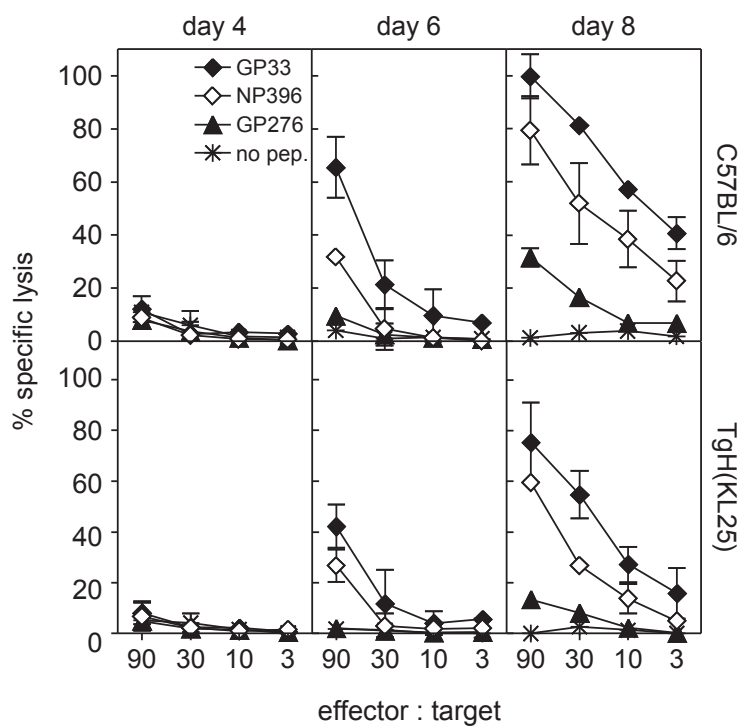 day 4 day 6 day 8
GP33
NP396
GP276
no pep.
100
80
60
40
20
0
C57BL/6
% specific lysis
100
80
60
40
20
0
TgH(KL25)
90 30 10 3 90 30 10 3 90 30 10 3
effector : target